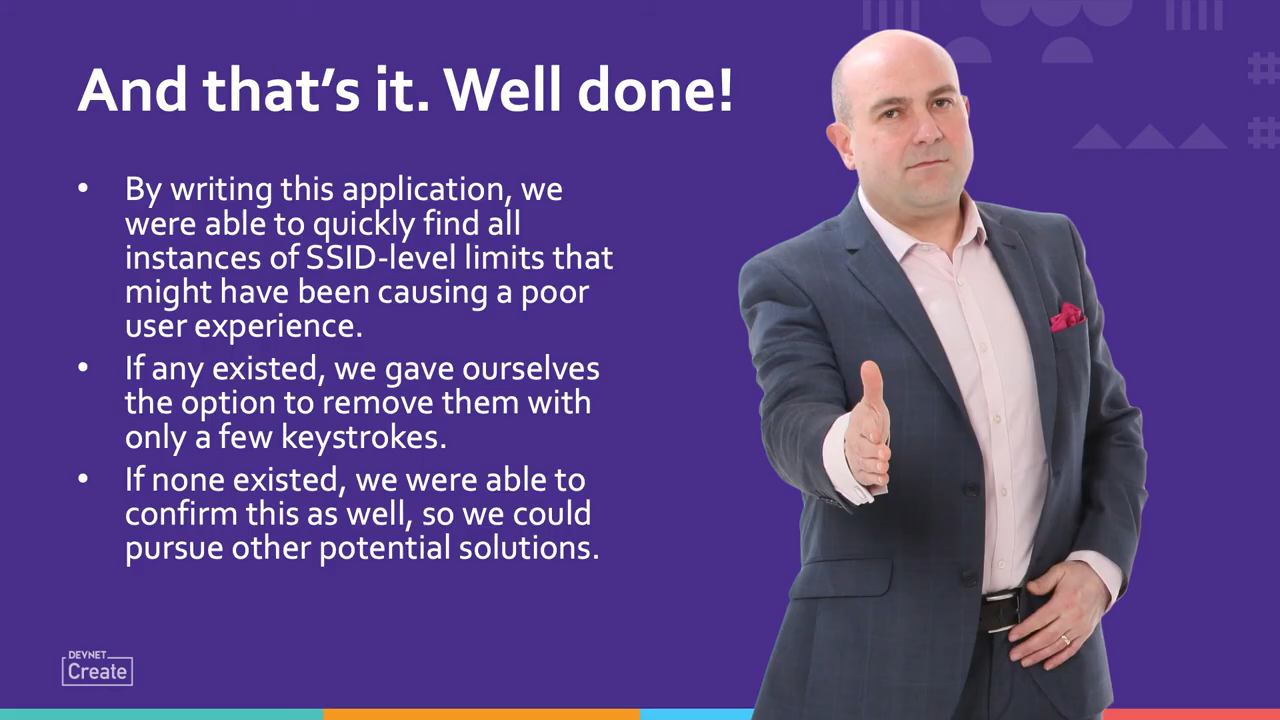 And that's it. Well done!
• By writing this application, we
were able to quickly find all
instances of SSID-level limits that
might have been causing a poor
user experience.
• If any existed, we gave ourselves
the option to remove them with
only a few keystrokes.
• If none existed, we were able to
confirm this as well, so we could
pursue other potential solutions.
DEVNET
Create